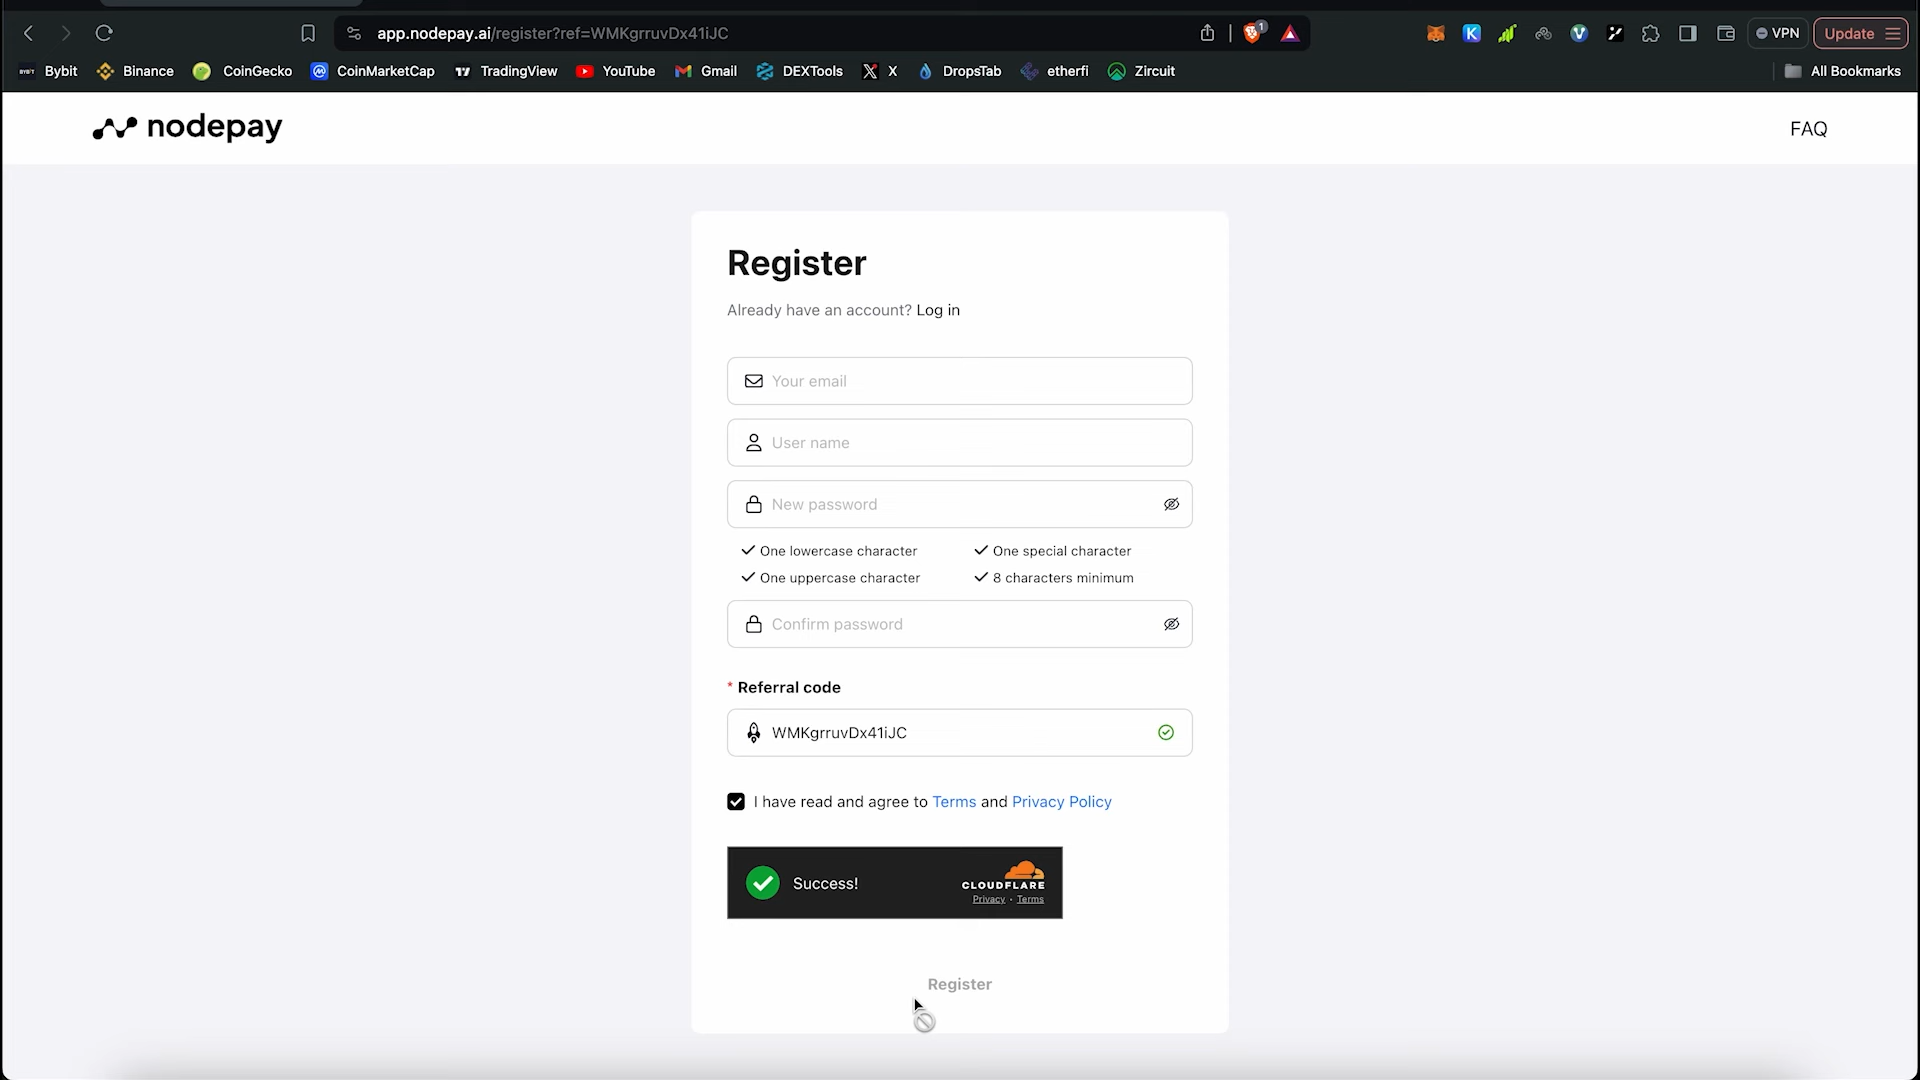 app.nodepay.ai/register?ref=WMKgrruvDx41iJC
1
VPN
Update
BYBIT Bybit Binance CoinGecko CoinMarketCap TradingView YouTube Gmail DEXTools X DropsTab etherfi Zircuit All Bookmarks
nodepay
FAQ
Register
Already have an account? Log in
Your email
User name
New password
One lowercase character One special character
One uppercase character 8 characters minimum
Confirm password
* Referral code
WMKgrruvDx41iJC
I have read and agree to Terms and Privacy Policy
Success!
CLOUDFLARE
Privacy • Terms
Register